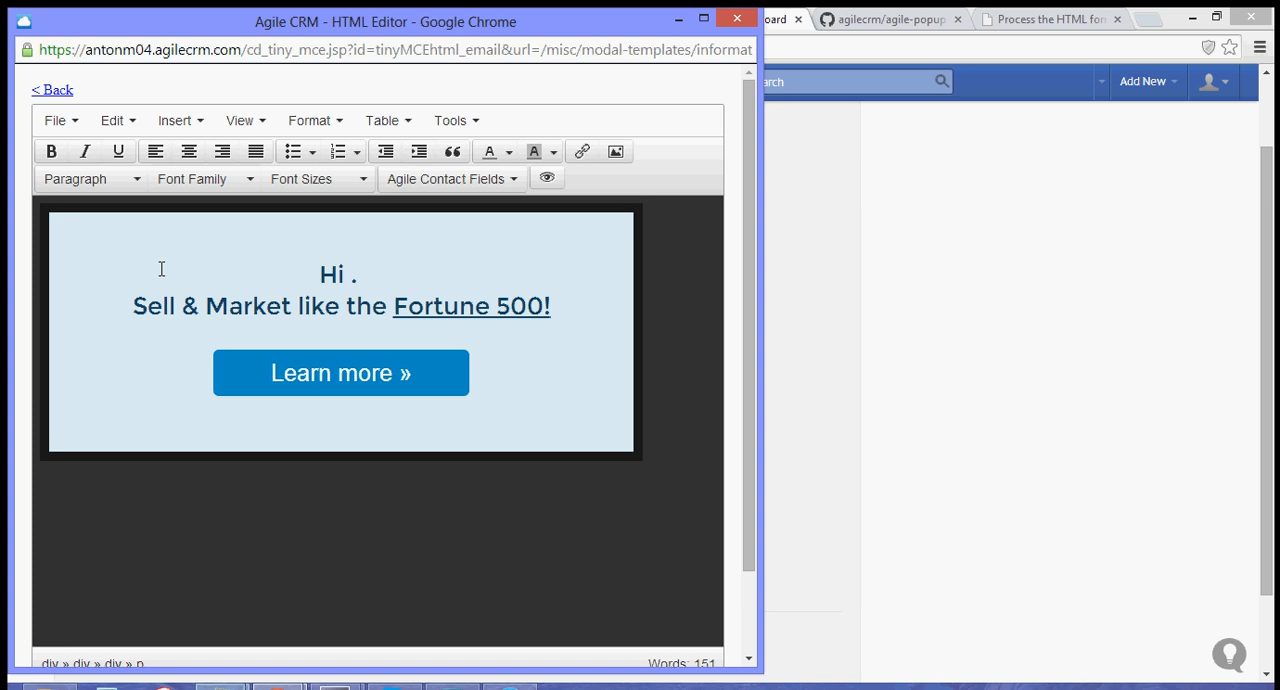 Agile CRM - HTML Editor - Google Chrome
https://antonm04.agilecrm.com/cd_tiny_mce.jsp?id=tinyMCEhtml_email&url=/misc/modal-templates/informat
oard ×
agilecrm/agile-popup ×
Process the HTML for ×
arch
Add New
< Back
File Edit Insert View Format Table Tools
B I U A A
Paragraph Font Family Font Sizes Agile Contact Fields
Hi .
Sell & Market like the Fortune 500!
Learn more »
div » div » div » p
Words: 151